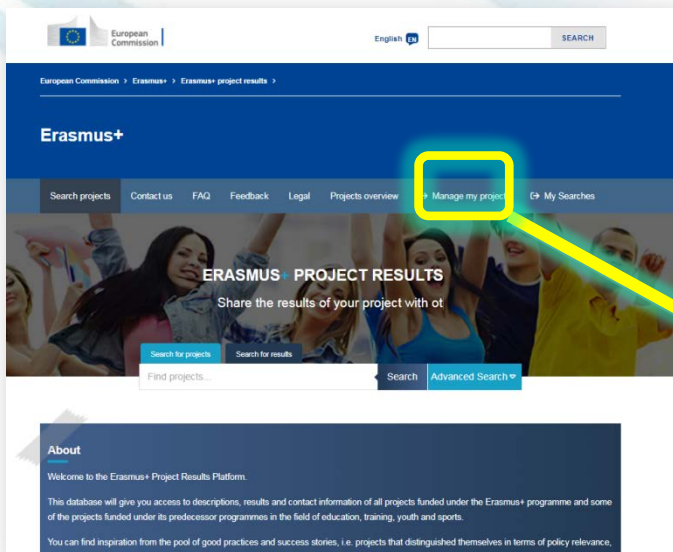 European
Commission
English EN
SEARCH
European Commission > Erasmus+ > Erasmus+ project results >
Erasmus+
Search projects Contact us FAQ Feedback Legal Projects overview Manage my project My Searches
ERASMUS+ PROJECT RESULTS
Share the results of your project with ot
Search for projects Search for results
Find projects... Search Advanced Search
About
Welcome to the Erasmus+ Project Results Platform.
This database will give you access to descriptions, results and contact information of all projects funded under the Erasmus+ programme and some
of the projects funded under its predecessor programmes in the field of education, training, youth and sports.
You can find inspiration from the pool of good practices and success stories, i.e. projects that distinguished themselves in terms of policy relevance,